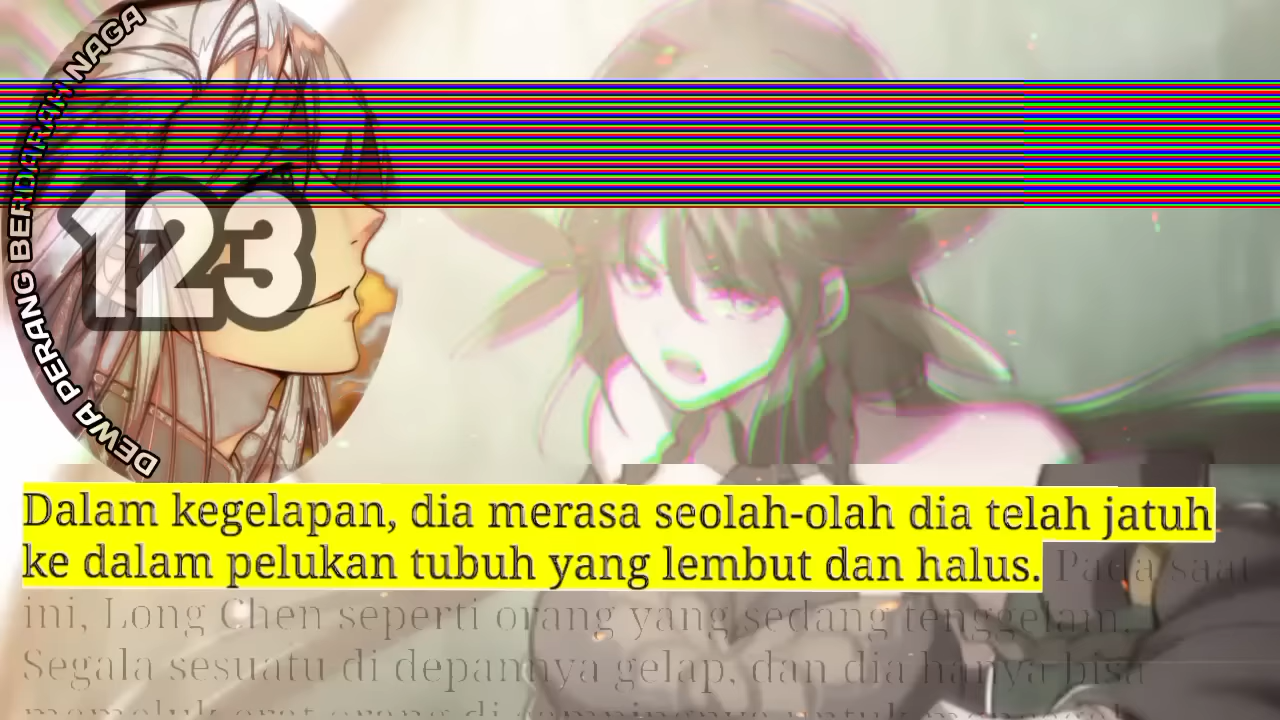 DEWA PERANG BERDARAH NAGA
123
Dalam kegelapan, dia merasa seolah-olah dia telah jatuh
ke dalam pelukan tubuh yang lembut dan halus. Pada saat
ini, Long Chen seperti orang yang sedang tenggelam.
Segala sesuatu di depannya gelap, dan dia hanya bisa